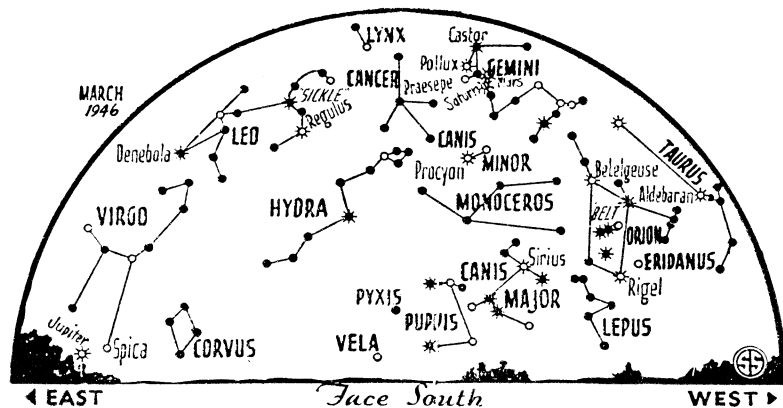 LYNX
Castor
Pollux
GEMINI
CANCER
Praesepe
Saturn
Mars
MARCH
1946
"SICKLE"
Regulus
LEO
Denebola
CANIS
MINOR
Procyon
TAURUS
Betelgeuse
Aldebaran
HYDRA
MONOCEROS
VIRGO
BELT
ORION
ERIDANUS
CANIS
Sirius
MAJOR
Rigel
PYXIS
PUPVIS
LEPUS
Jupiter
Spica
CORVUS
VELA
SS
EAST
Face South
WEST